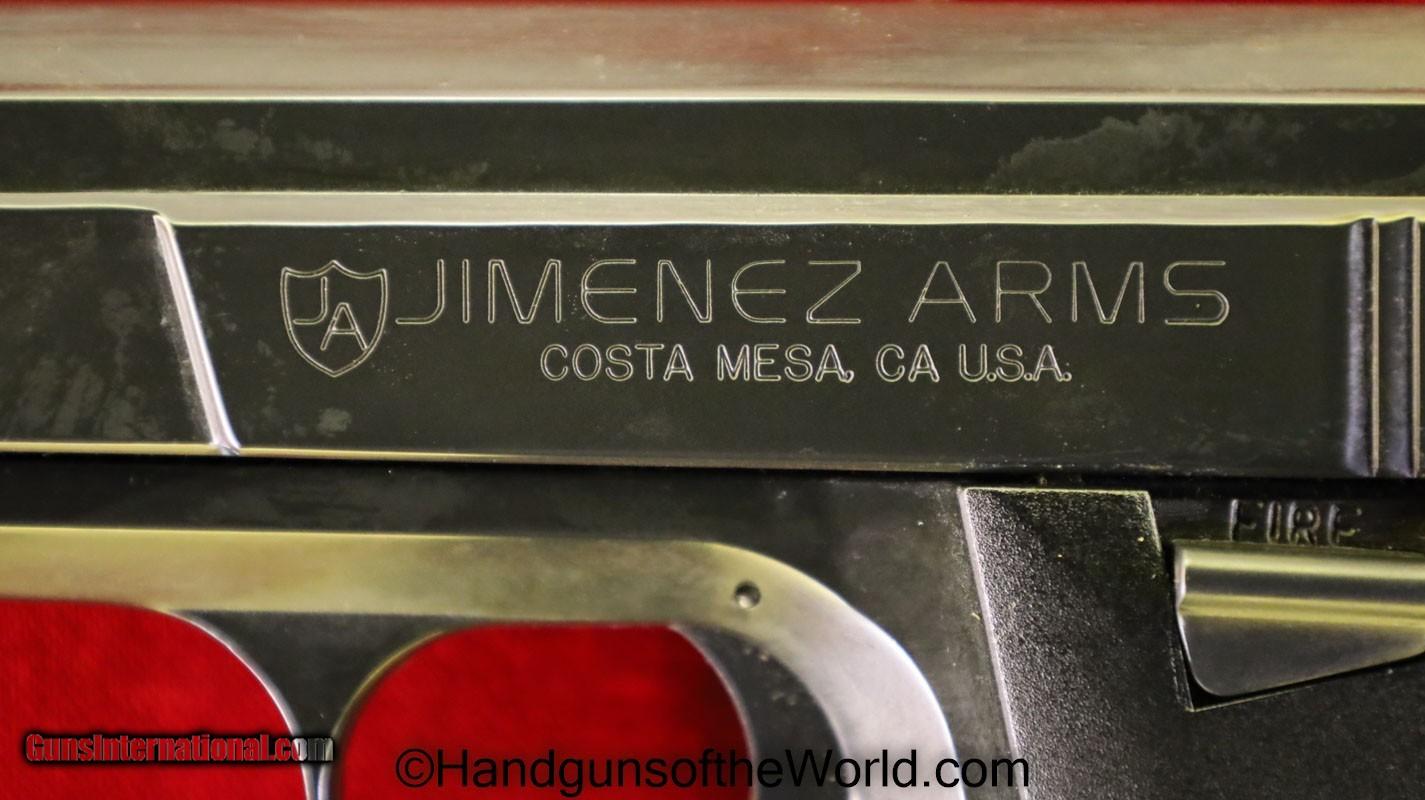 JA JIMENEZ ARMS
COSTA MESA, CA U.S.A.
FIRE
GunsInternational.com
©HandgunsoftheWorld.com